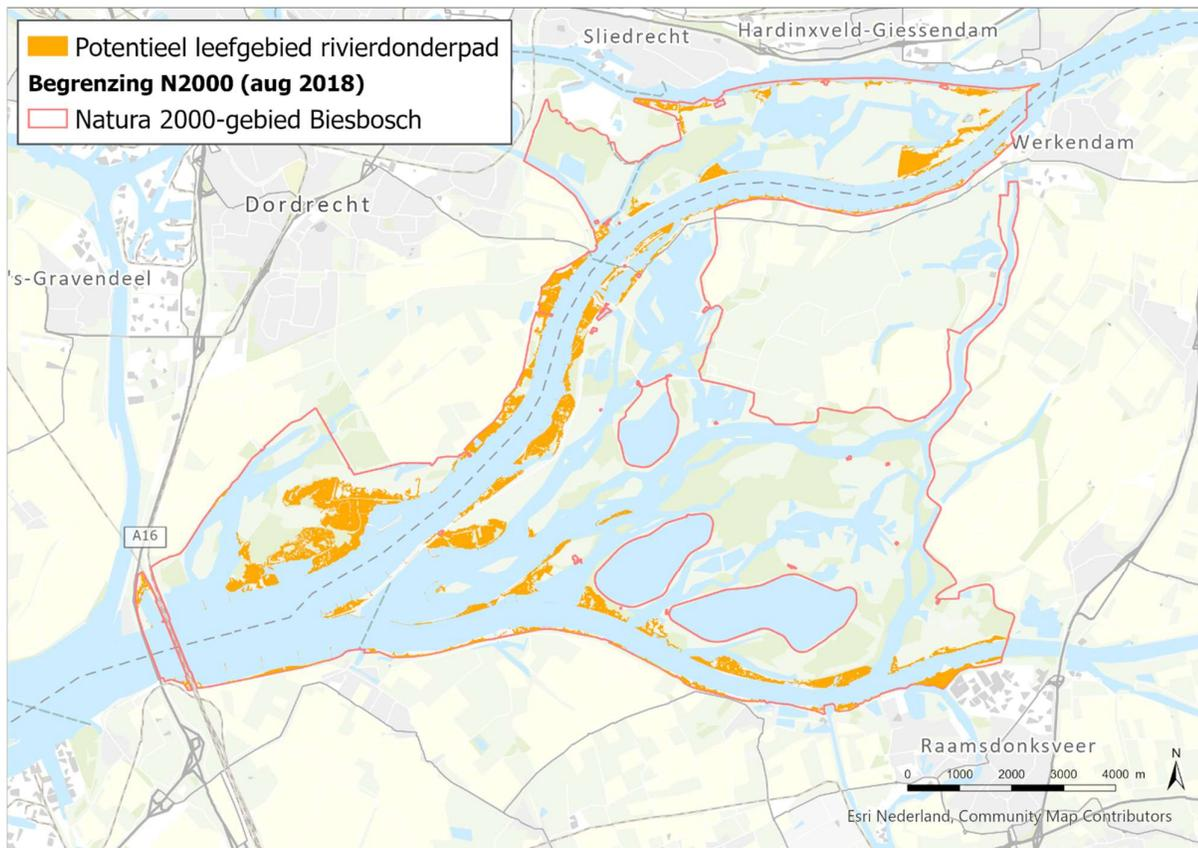 Potentieel leefgebied rivierdonderpad
Begrenzing N2000 (aug 2018)
Natura 2000-gebied Biesbosch
Sliedrecht
Hardinxveld-Giessendam
Werkendam
Dordrecht
's-Gravendeel
A16
Raamsdonksveer
N
0 1000 2000 3000 4000 m
Esri Nederland, Community Map Contributors